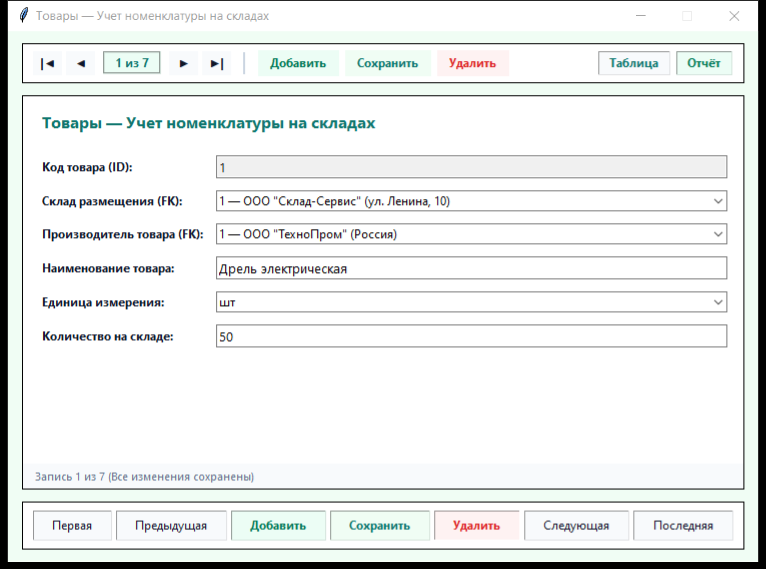 Товары — Учет номенклатуры на складах
|◄ ◄ 1 из 7 ► ►| Добавить Сохранить Удалить Таблица Отчёт
Товары — Учет номенклатуры на складах
Код товара (ID): 1
Склад размещения (FK): 1 — ООО "Склад-Сервис" (ул. Ленина, 10)
Производитель товара (FK): 1 — ООО "ТехноПром" (Россия)
Наименование товара: Дрель электрическая
Единица измерения: шт
Количество на складе: 50
Запись 1 из 7 (Все изменения сохранены)
Первая Предыдущая Добавить Сохранить Удалить Следующая Последняя